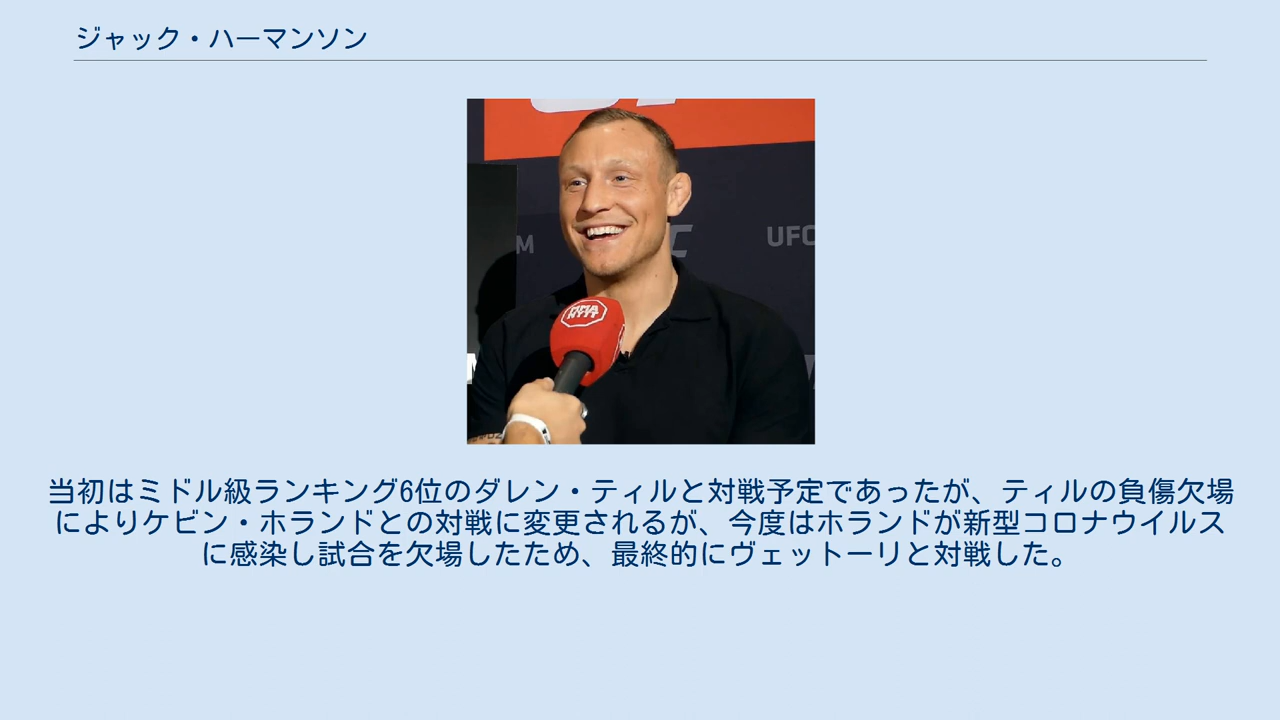 ジャック・ハーマンソン
UFC
M
MMA
NYTT
当初はミドル級ランキング6位のダレン・ティルと対戦予定であったが、ティルの負傷欠場
によりケビン・ホランドとの対戦に変更されるが、今度はホランドが新型コロナウイルス
に感染し試合を欠場したため、最終的にヴェットーリと対戦した。